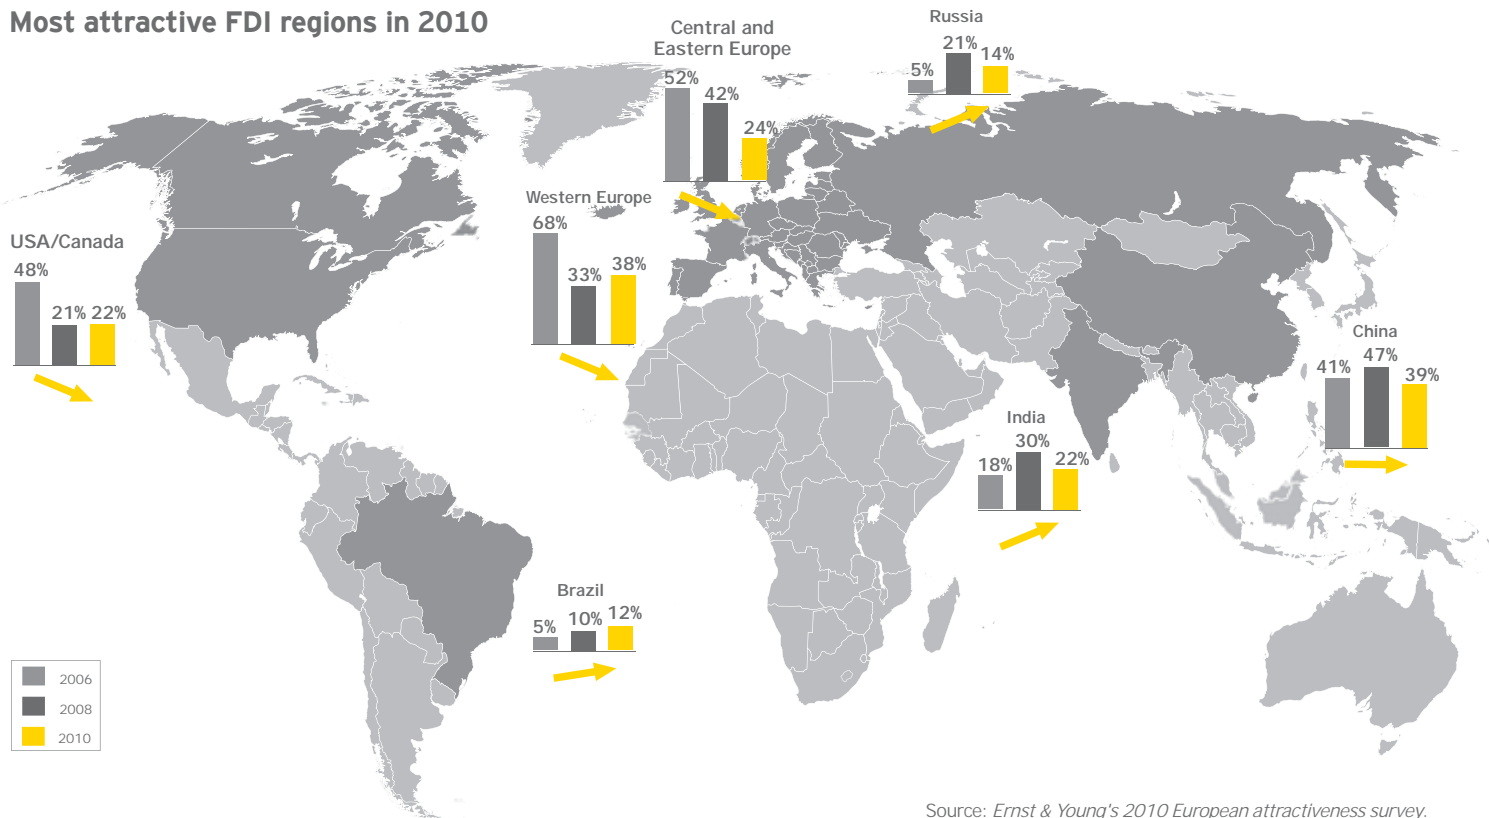 Most attractive FDI regions in 2010
Russia
5% 21% 14%
Central and
Eastern Europe
52% 42% 24%
Western Europe
68% 33% 38%
USA/Canada
48% 21% 22%
China
41% 47% 39%
India
18% 30% 22%
Brazil
5% 10% 12%
2006
2008
2010
Source: Ernst & Young's 2010 European attractiveness survey.